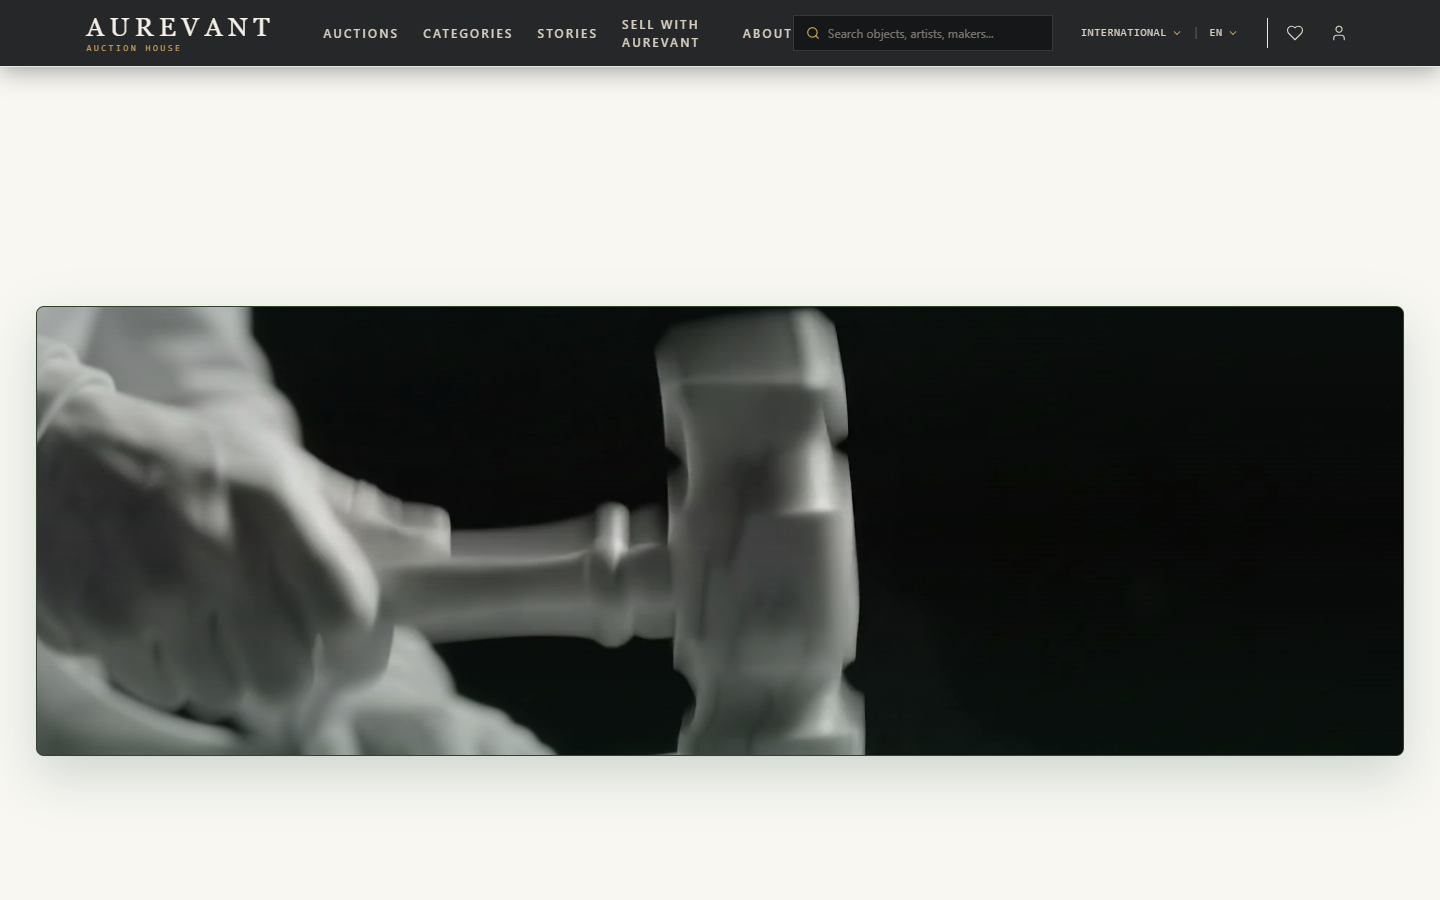 AUREVANT
AUCTION HOUSE
AUCTIONS
CATEGORIES
STORIES
SELL WITH
AUREVANT
ABOUT
Search objects, artists, makers...
INTERNATIONAL
EN